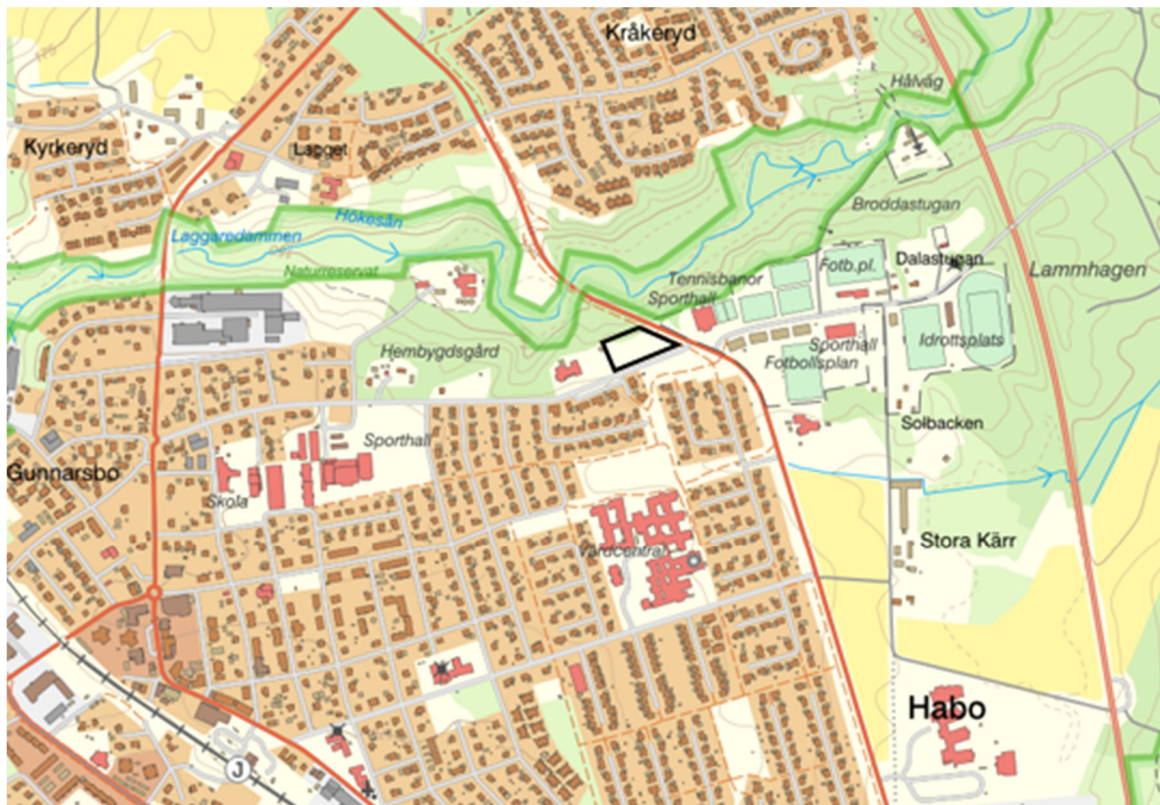 Kråkeryd
Hålväg
Kyrkeryd
Lagget
Broddastugan
Hökesån
Laggaredammen
Naturreservat
Tennisbanor
Fotb.pl.
Dalastugan
Lammhagen
Sporthall
Hembygdsgård
Sporthall
Idrottsplats
Fotbollsplan
Solbacken
Sporthall
Gunnarsbo
Skola
Vårdcentral
Stora Kärr
Habo
J